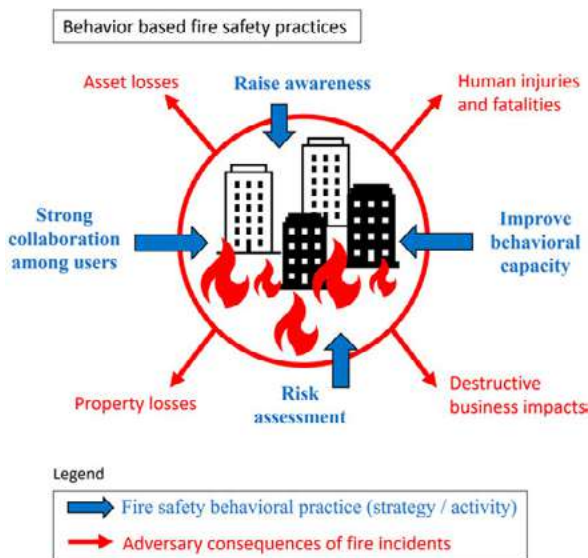 Behavior based fire safety practices
Asset losses
Raise awareness
Human injuries
and fatalities
Strong
collaboration
among users
Improve
behavioral
capacity
Property losses
Risk
assessment
Destructive
business impacts
Legend
Fire safety behavioral practice (strategy / activity)
Adversary consequences of fire incidents